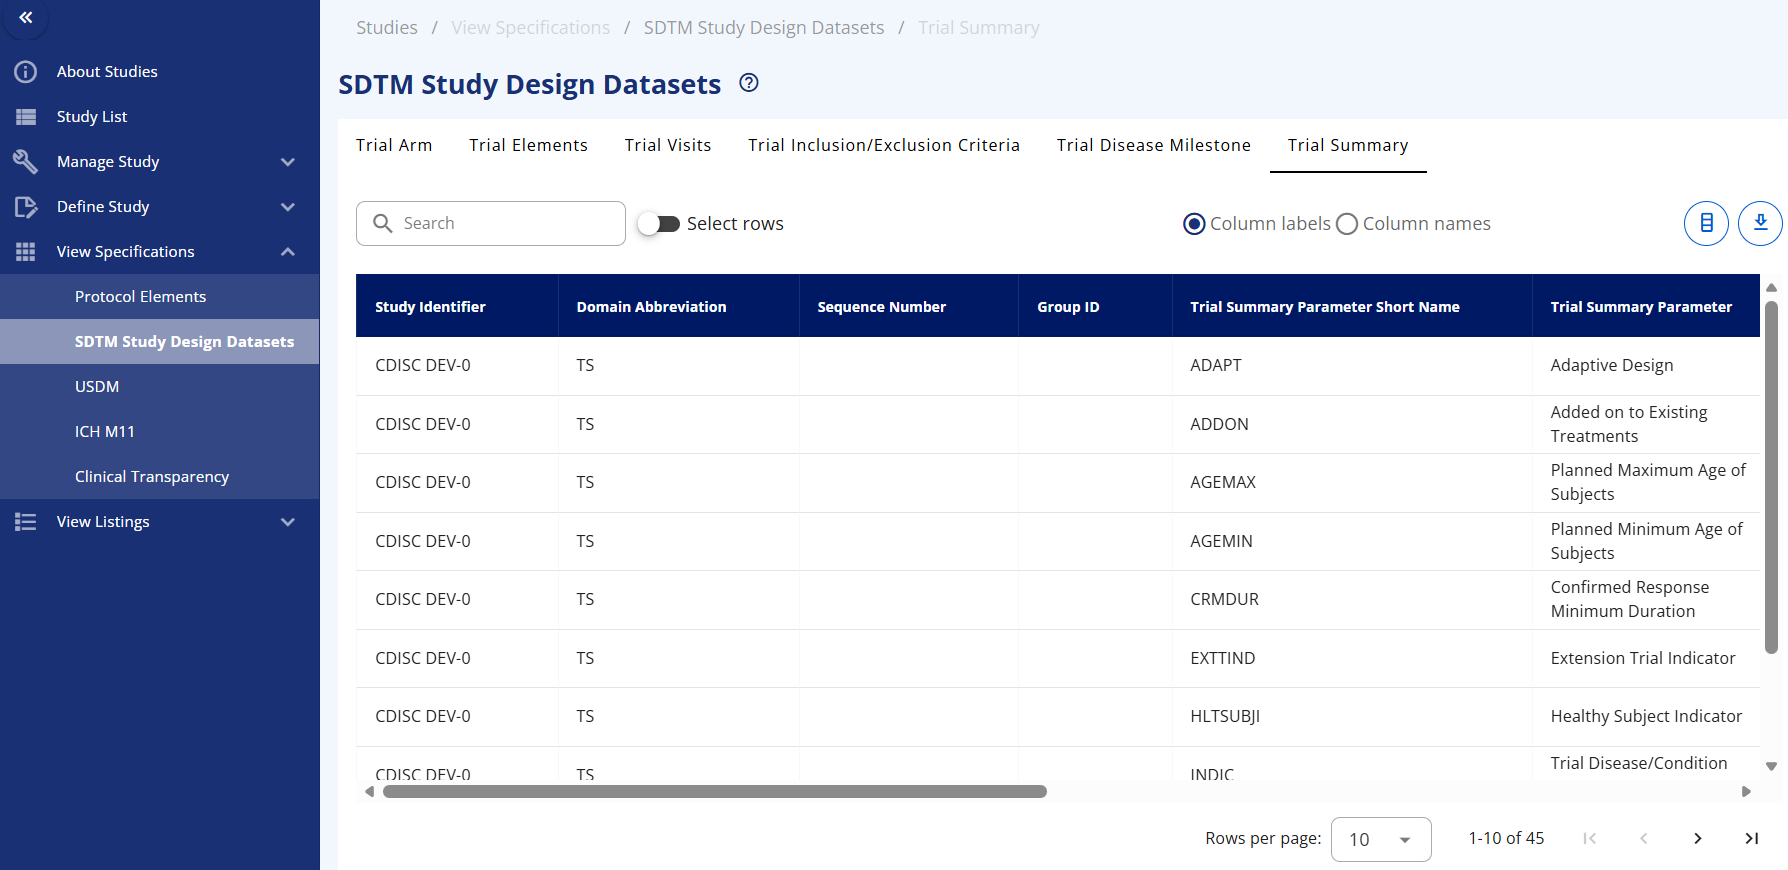 Studies / View Specifications / SDTM Study Design Datasets / Trial Summary
About Studies
Study List
Manage Study
Define Study
View Specifications
Protocol Elements
SDTM Study Design Datasets
USDM
ICH M11
Clinical Transparency
View Listings
SDTM Study Design Datasets
Trial Arm Trial Elements Trial Visits Trial Inclusion/Exclusion Criteria Trial Disease Milestone Trial Summary
Search Select rows Column labels Column names
Study Identifier Domain Abbreviation Sequence Number Group ID Trial Summary Parameter Short Name Trial Summary Parameter
CDISC DEV-0 TS ADAPT Adaptive Design
CDISC DEV-0 TS ADDON Added on to Existing
Treatments
CDISC DEV-0 TS AGEMAX Planned Maximum Age of
Subjects
CDISC DEV-0 TS AGEMIN Planned Minimum Age of
Subjects
CDISC DEV-0 TS CRMDUR Confirmed Response
Minimum Duration
CDISC DEV-0 TS EXTTIND Extension Trial Indicator
CDISC DEV-0 TS HLTSUBJI Healthy Subject Indicator
CDISC DEV-0 TS INDIC Trial Disease/Condition
Rows per page: 10 1-10 of 45